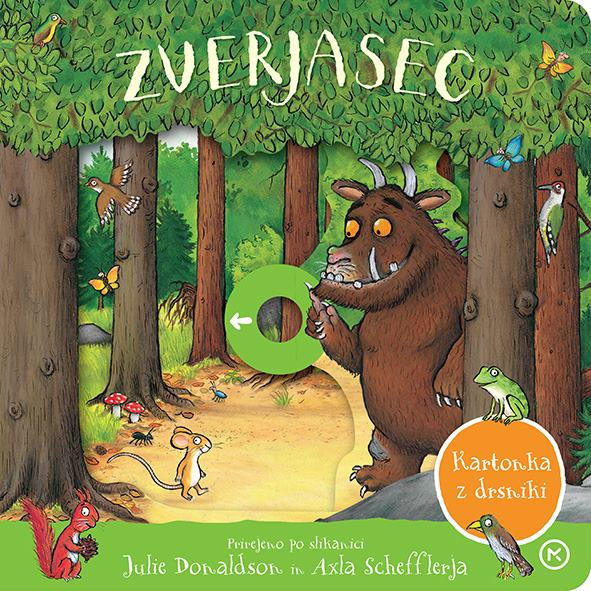 ZVERJASEC
Kartonka
z drsniki
Prirejeno po slikanici
Julie Donaldson in Axla Schefflerja